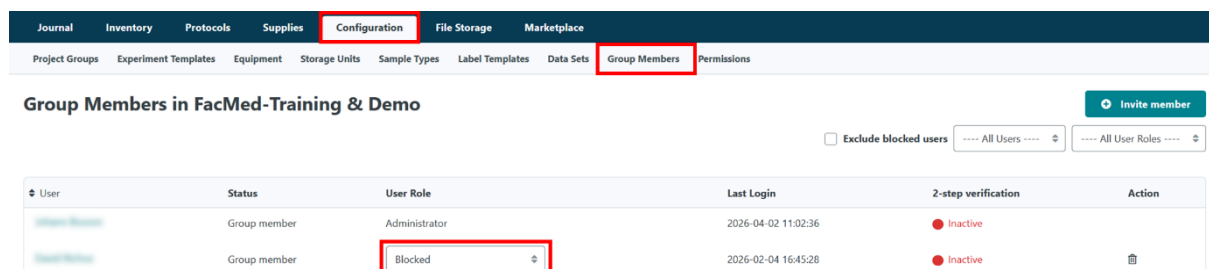 Journal Inventory Protocols Supplies Configuration File Storage Marketplace
Project Groups Experiment Templates Equipment Storage Units Sample Types Label Templates Data Sets Group Members Permissions
Group Members in FacMed-Training & Demo
Invite member
Exclude blocked users ---- All Users ---- ---- All User Roles ----
User Status User Role Last Login 2-step verification Action
Group member Administrator 2026-04-02 11:02:36 Inactive
Group member Blocked 2026-02-04 16:45:28 Inactive